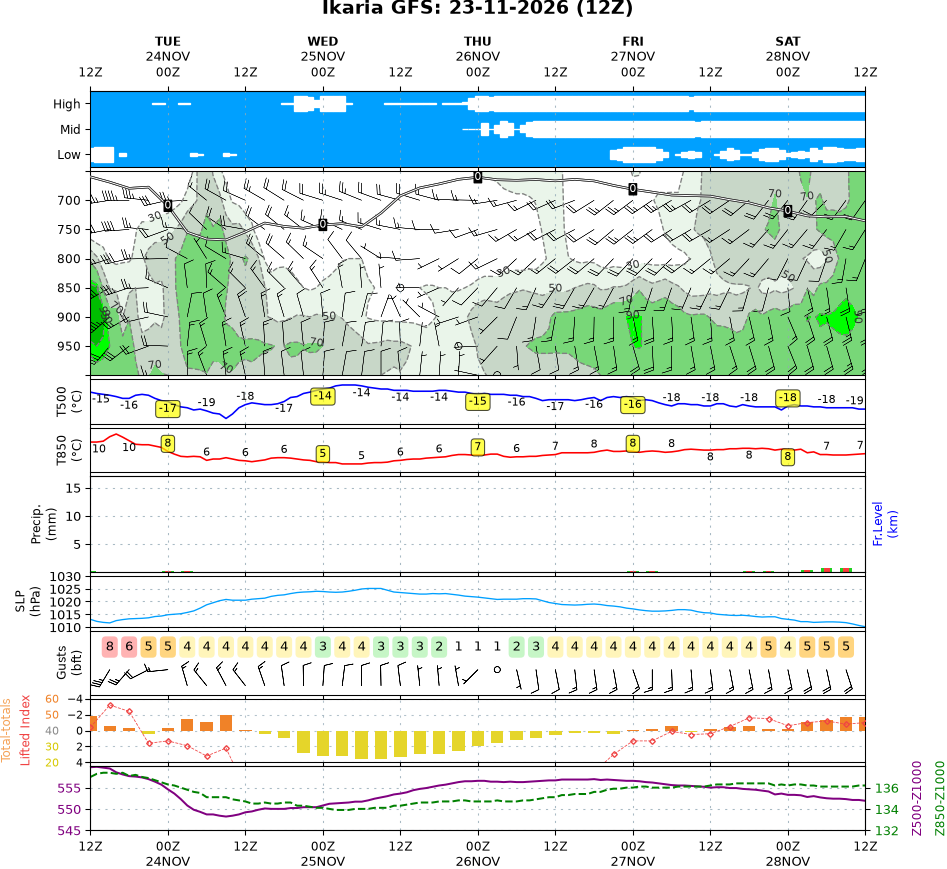 Ikaria GFS: 23-11-2026 (12Z)
TUE WED THU FRI SAT
24NOV 25NOV 26NOV 27NOV 28NOV
12Z 00Z 12Z 00Z 12Z 00Z 12Z 00Z 12Z 00Z 12Z
High
Mid
Low
700
750
800
850
900
950
0 0 0 0 0
30 50 70 90 70 70 50 70 30 50 30 70 90 70 70 50 50
T500
(°C)
-15 -16 -17 -19 -18 -17 -14 -14 -14 -14 -15 -16 -17 -16 -16 -18 -18 -18 -18 -18 -19
T850
(°C)
10 10 8 6 6 6 5 5 6 6 7 6 7 8 8 8 8 8 8 7 7
Precip.
(mm)
15
10
5
Fr.Level
(km)
SLP
(hPa)
1030
1025
1020
1015
1010
Gusts
(bft)
8 6 5 5 4 4 4 4 4 4 4 3 4 4 3 3 3 2 1 1 1 2 3 4 4 4 4 4 4 4 4 4 4 4 4 5 4 5 5 5
Total-totals
Lifted Index
60 −4
50 −2
40 0
30 2
20 4
555
550
545
136
134
132
Z500-Z1000
Z850-Z1000
12Z 00Z 12Z 00Z 12Z 00Z 12Z 00Z 12Z 00Z 12Z
24NOV 25NOV 26NOV 27NOV 28NOV